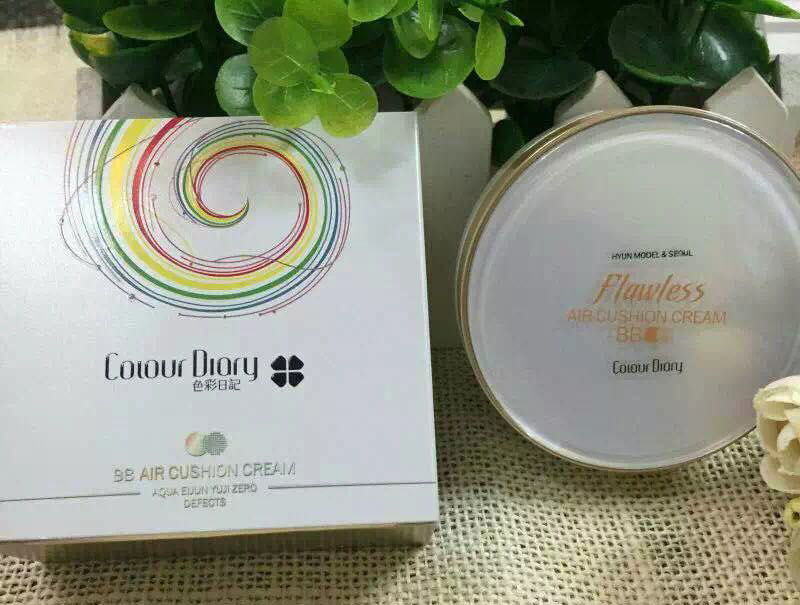 Colour Diary
色彩日記
BB AIR CUSHION CREAM
AQUA EIJUN YUJI ZERO
DEFECTS
HYUN MODEL & SEOUL
Flawless
AIR CUSHION CREAM
BB
Colour Diary